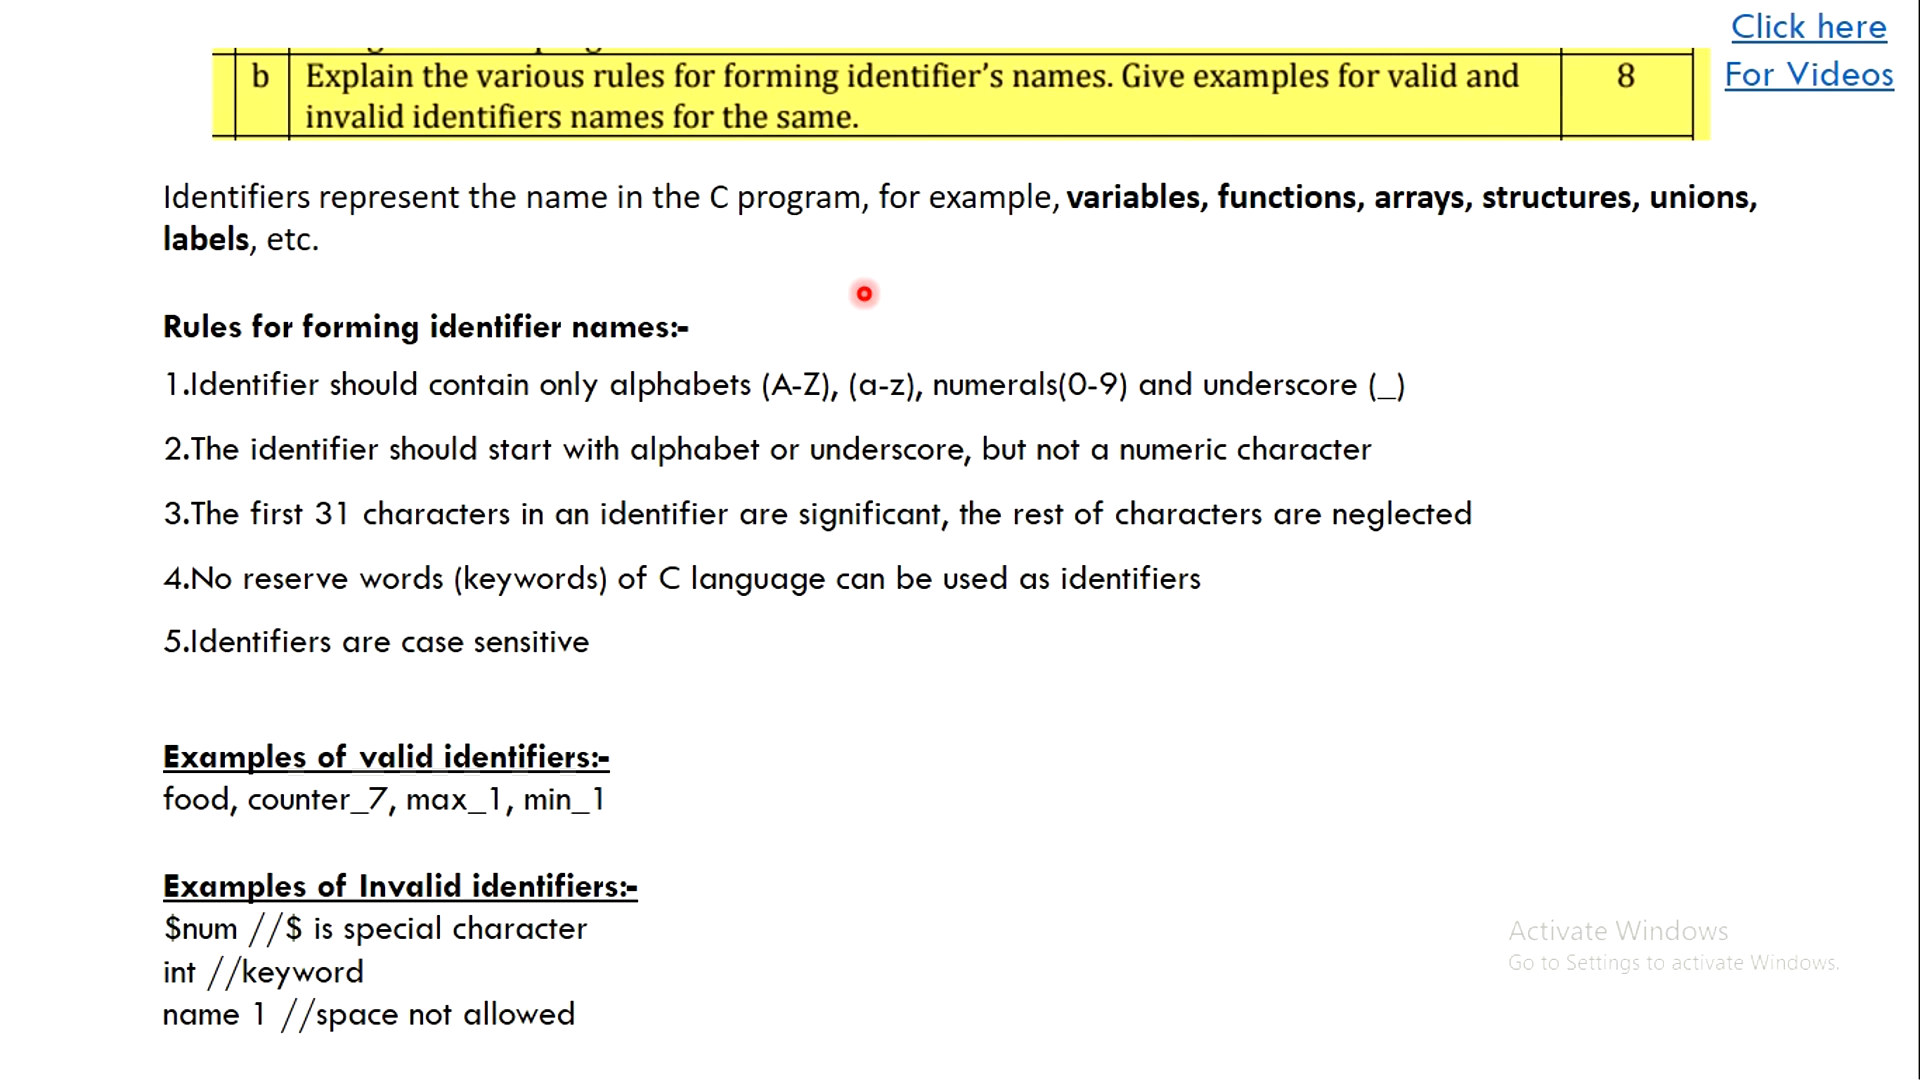 Click here
For Videos
b Explain the various rules for forming identifier’s names. Give examples for valid and 8
invalid identifiers names for the same.
Identifiers represent the name in the C program, for example, variables, functions, arrays, structures, unions,
labels, etc.
Rules for forming identifier names:-
1.Identifier should contain only alphabets (A-Z), (a-z), numerals(0-9) and underscore (_)
2.The identifier should start with alphabet or underscore, but not a numeric character
3.The first 31 characters in an identifier are significant, the rest of characters are neglected
4.No reserve words (keywords) of C language can be used as identifiers
5.Identifiers are case sensitive
Examples of valid identifiers:-
food, counter_7, max_1, min_1
Examples of Invalid identifiers:-
$num //$ is special character
int //keyword
name 1 //space not allowed
Activate Windows
Go to Settings to activate Windows.